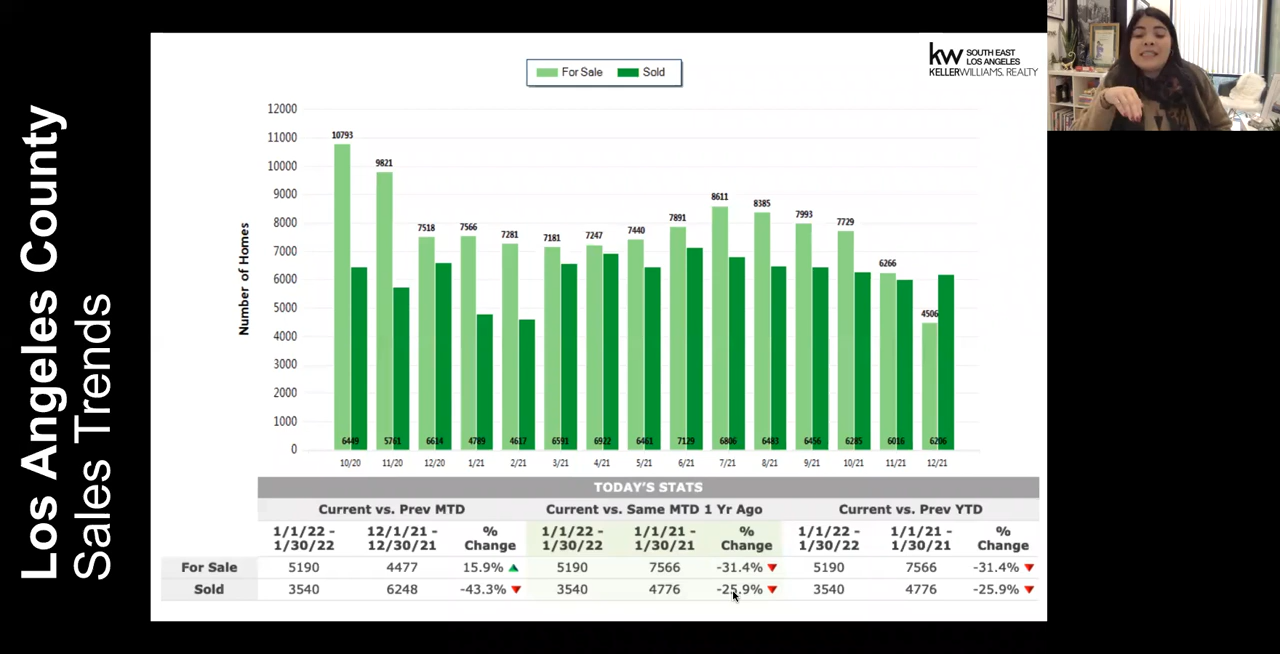 Los Angeles County
Sales Trends
For Sale Sold
kw SOUTH EAST
LOS ANGELES
KELLERWILLIAMS. REALTY
Number of Homes
12000
11000
10000
9000
8000
7000
6000
5000
4000
3000
2000
1000
0
10793 9821 7518 7566 7281 7181 7247 7440 7891 8611 8385 7993 7729 6266 4506
6449 5761 6614 4789 4617 6591 6922 6461 7129 6806 6483 6456 6285 6016 6206
10/20 11/20 12/20 1/21 2/21 3/21 4/21 5/21 6/21 7/21 8/21 9/21 10/21 11/21 12/21
TODAY'S STATS
Current vs. Prev MTD Current vs. Same MTD 1 Yr Ago Current vs. Prev YTD
1/1/22 - 12/1/21 - % 1/1/22 - 1/1/21 - % 1/1/22 - 1/1/21 - %
1/30/22 12/30/21 Change 1/30/22 1/30/21 Change 1/30/22 1/30/21 Change
For Sale 5190 4477 15.9% 5190 7566 -31.4% 5190 7566 -31.4%
Sold 3540 6248 -43.3% 3540 4776 -25.9% 3540 4776 -25.9%